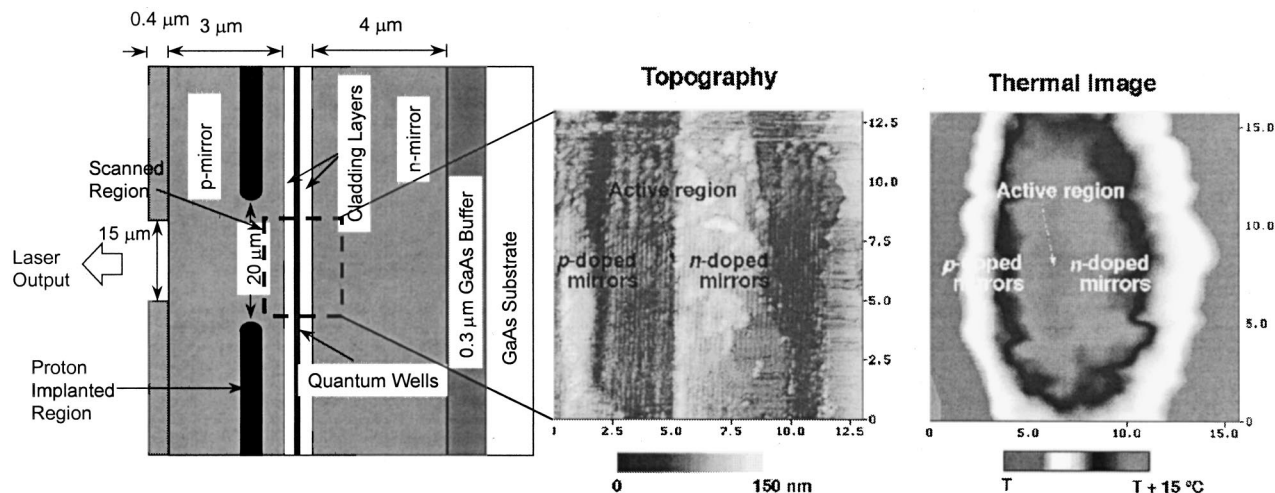 0.4 μm
3 μm
4 μm
p-mirror
Cladding Layers
n-mirror
Scanned
Region
15 μm
20 μm
Laser
Output
0.3 μm GaAs Buffer
GaAs Substrate
Proton
Implanted
Region
Quantum Wells
Topography
Active region
p-doped
mirrors
n-doped
mirrors
12.5
10.0
7.5
5.0
2.5
0
2.5
5.0
7.5
10.0
12.5
0
150 nm
Thermal Image
Active region
p-doped
mirrors
n-doped
mirrors
15.0
10.0
5.0
0
0
5.0
10.0
15.0
T
T + 15 ºC